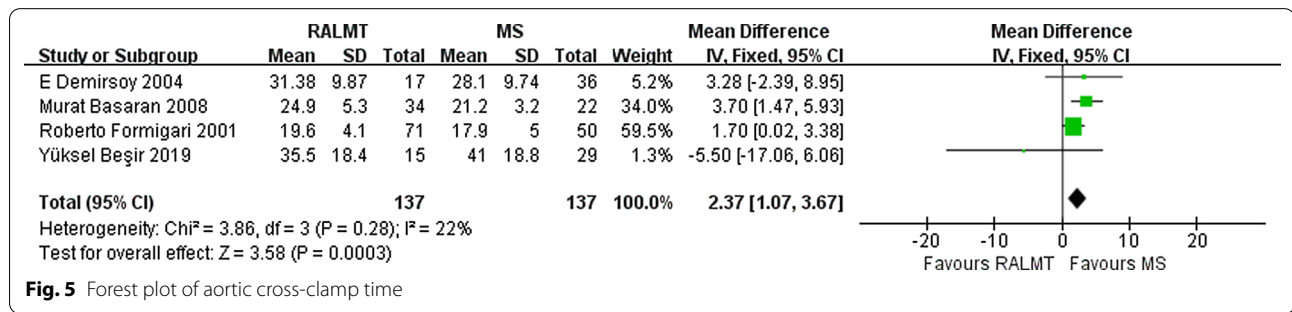 RALMT MS Mean Difference Mean Difference
Study or Subgroup Mean SD Total Mean SD Total Weight IV, Fixed, 95% CI IV, Fixed, 95% CI
E Demirsoy 2004 31.38 9.87 17 28.1 9.74 36 5.2% 3.28 [-2.39, 8.95]
Murat Basaran 2008 24.9 5.3 34 21.2 3.2 22 34.0% 3.70 [1.47, 5.93]
Roberto Formigari 2001 19.6 4.1 71 17.9 5 50 59.5% 1.70 [0.02, 3.38]
Yüksel Beşir 2019 35.5 18.4 15 41 18.8 29 1.3% -5.50 [-17.06, 6.06]
Total (95% CI) 137 137 100.0% 2.37 [1.07, 3.67]
Heterogeneity: Chi² = 3.86, df = 3 (P = 0.28); I² = 22%
Test for overall effect: Z = 3.58 (P = 0.0003)
-20 -10 0 10 20
Favours RALMT Favours MS
Fig. 5 Forest plot of aortic cross-clamp time